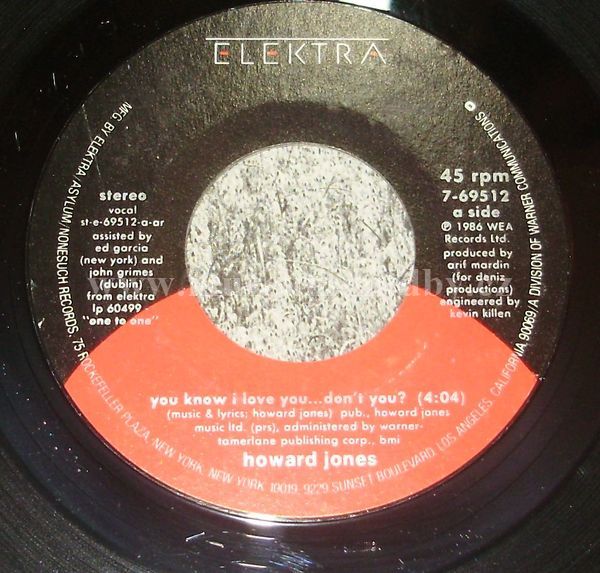 ELEKTRA
MFG. BY ELEKTRA/ASYLUM/NONESUCH RECORDS, 75 ROCKEFELLER PLAZA, NEW YORK, NEW YORK 10019, 9229 SUNSET BOULEVARD, LOS ANGELES, CALIFORNIA 90069/A DIVISION OF WARNER COMMUNICATIONS
stereo
vocal
st-e-69512-a-ar
assisted by
ed garcia
(new york) and
john grimes
(dublin)
from elektra
lp 60499
"one to one"
45 rpm
7-69512
a side
℗ 1986 WEA
Records Ltd.
produced by
arif mardin
(for deniz
productions)
engineered by
kevin killen
you know i love you...don't you? (4:04)
(music & lyrics; howard jones) pub., howard jones
music ltd. (prs), administered by warner-
tamerlane publishing corp., bmi
howard jones